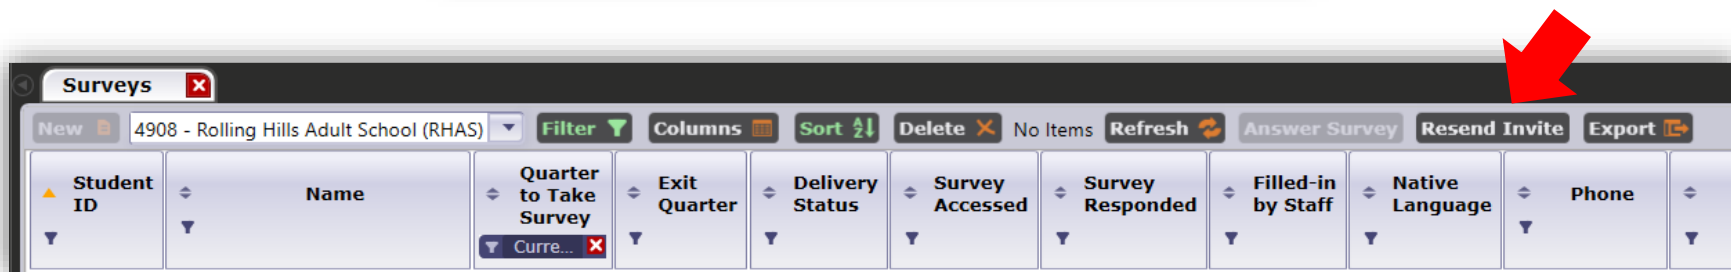 Surveys
New 4908 - Rolling Hills Adult School (RHAS) Filter Columns Sort Delete No Items Refresh Answer Survey Resend Invite Export
Student ID
Name
Quarter to Take Survey
Curre...
Exit Quarter
Delivery Status
Survey Accessed
Survey Responded
Filled-in by Staff
Native Language
Phone